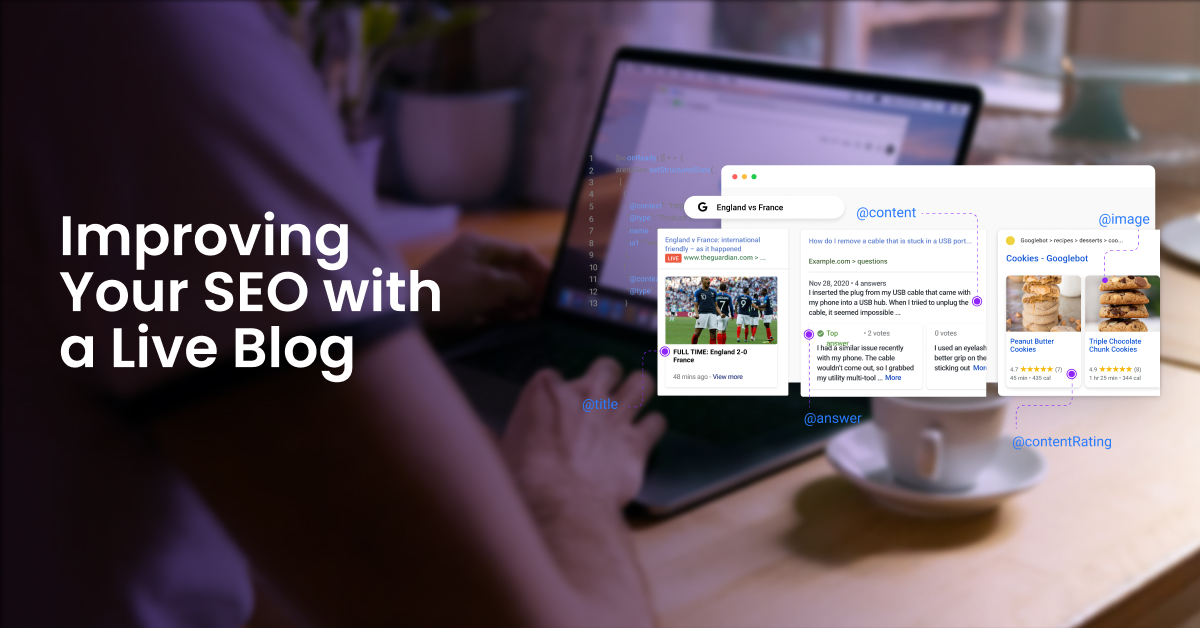 Improving
Your SEO with
a Live Blog
1
2
3
4
5
6
7
8
9
10
11
12
13
@context
@type
name
url
@type
G England vs France
@content
@image
England v France: international
friendly – as it happened
LIVE www.theguardian.com > ...
FULL TIME: England 2-0
France
48 mins ago - View more
@title
How do I remove a cable that is stuck in a USB port...
Example.com > questions
Nov 28, 2020 • 4 answers
I inserted the plug from my USB cable that came with
my phone into a USB hub. When I tried to unplug the
cable, it seemed impossible ...
Top
answer
• 2 votes
I had a similar issue recently
with my phone. The cable
wouldn't come out, so I grabbed
my utility multi-tool ... More
0 votes
I used an eyelash
better grip on the
sticking out Mor
@answer
Googlebot > recipes > desserts > coo...
Cookies - Googlebot
Peanut Butter
Cookies
4.7 ★★★★★ (7)
45 min • 435 cal
Triple Chocolate
Chunk Cookies
4.9 ★★★★★ (8)
1 hr 25 min • 344 cal
@contentRating